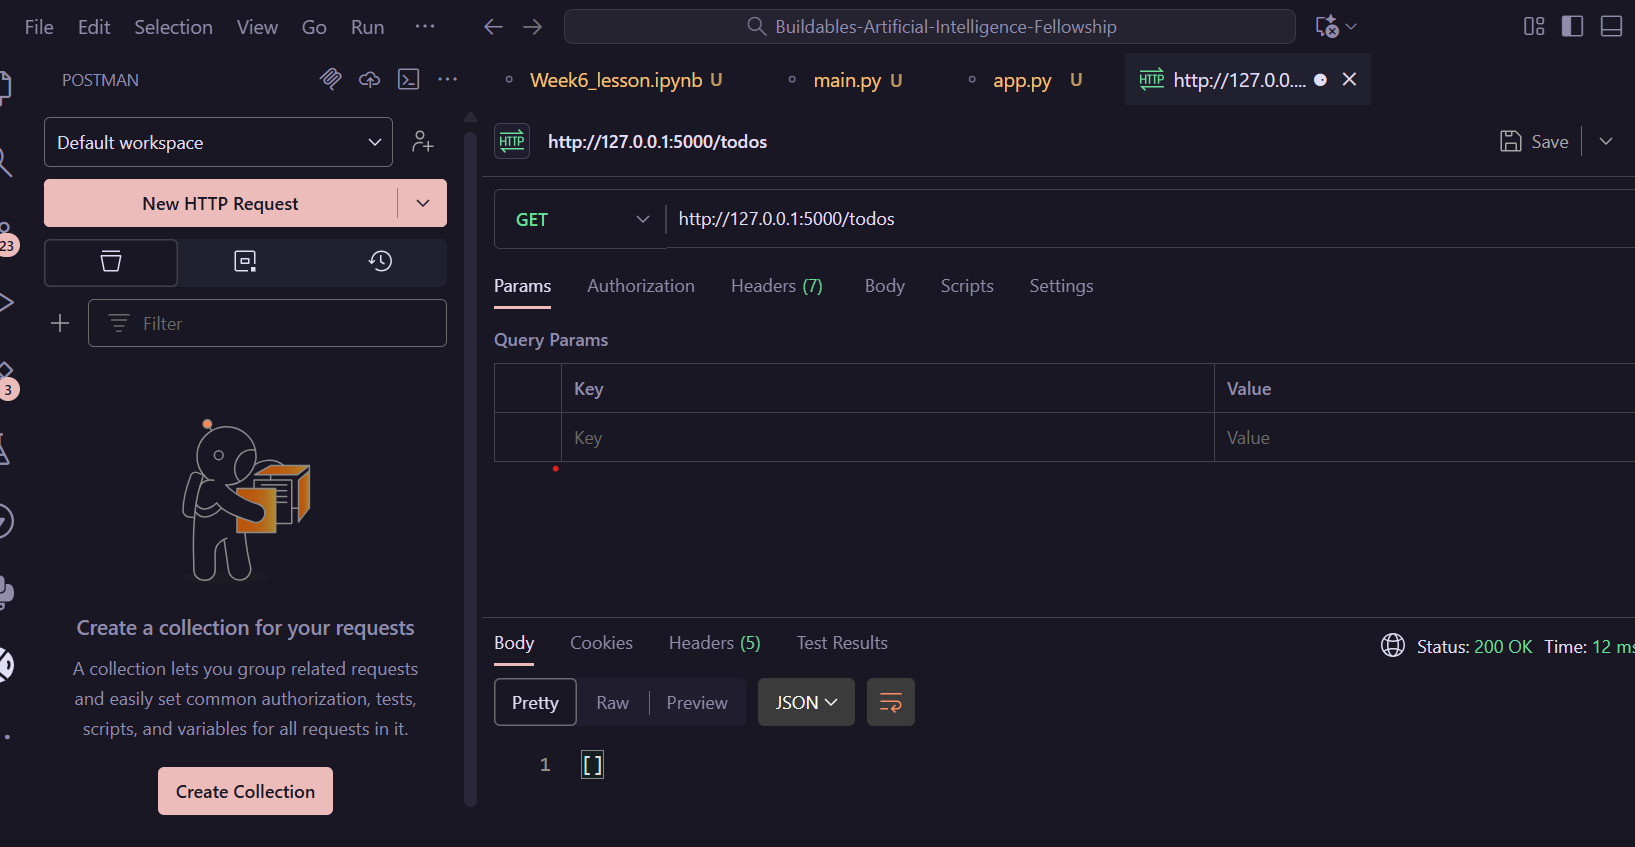 File Edit Selection View Go Run ···
Buildables-Artificial-Intelligence-Fellowship
POSTMAN
Week6_lesson.ipynb U
main.py U
app.py U
HTTP http://127.0.0....
Default workspace
HTTP http://127.0.0.1:5000/todos
Save
New HTTP Request
GET http://127.0.0.1:5000/todos
23
Params Authorization Headers (7) Body Scripts Settings
Filter
Query Params
Key Value
3
Key Value
Create a collection for your requests
A collection lets you group related requests
and easily set common authorization, tests,
scripts, and variables for all requests in it.
Create Collection
Body Cookies Headers (5) Test Results
Status: 200 OK Time: 12 ms
Pretty Raw Preview JSON
1 []